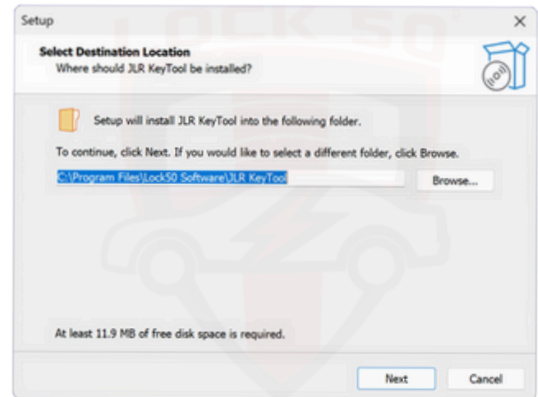 LOCK 50
Setup
Select Destination Location
Where should JLR KeyTool be installed?
Setup will install JLR KeyTool into the following folder.
To continue, click Next. If you would like to select a different folder, click Browse.
C:\Program Files\Lock50 Software\JLR KeyTool
Browse...
At least 11.9 MB of free disk space is required.
Next Cancel